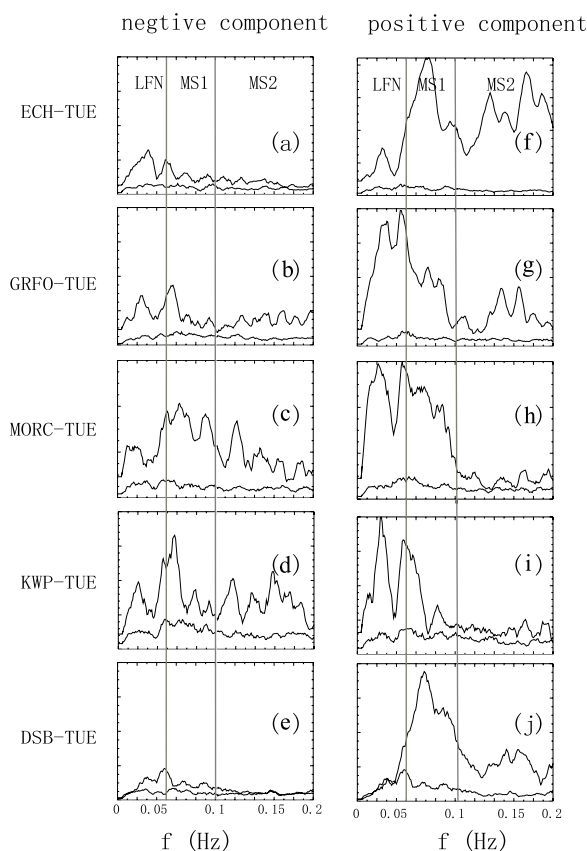 negtive component
positive component
LFN MS1 MS2
LFN MS1 MS2
ECH-TUE
(a)
(f)
GRFO-TUE
(b)
(g)
MORC-TUE
(c)
(h)
KWP-TUE
(d)
(i)
DSB-TUE
(e)
(j)
0 0.05 0.1 0.15 0.2
0 0.05 0.1 0.15 0.2
f (Hz)
f (Hz)